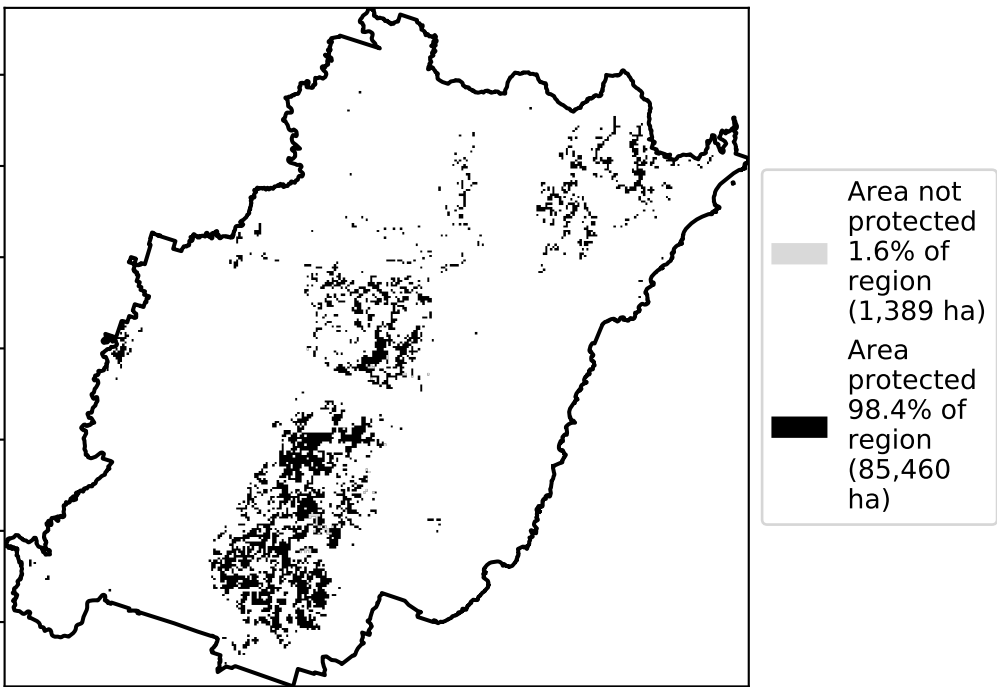 Area not
protected
1.6% of
region
(1,389 ha)
Area
protected
98.4% of
region
(85,460
ha)